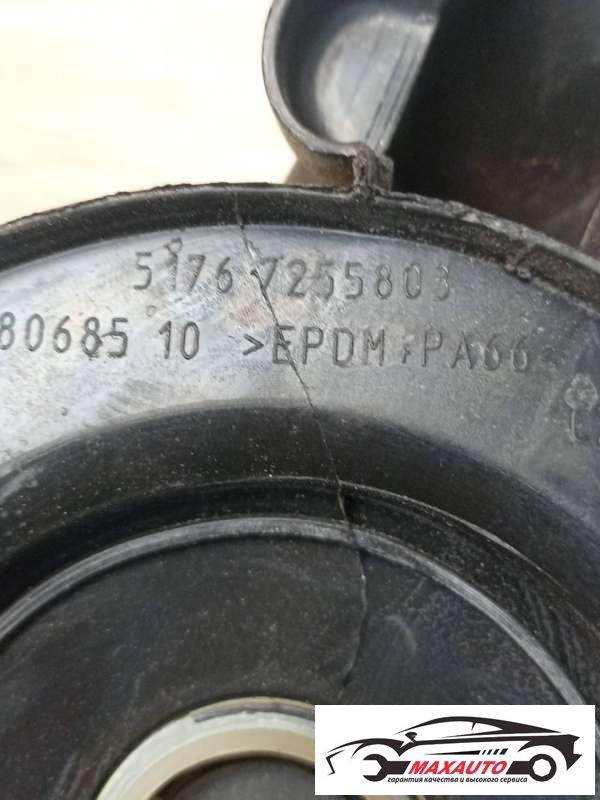 5176 7255803
80685 10 >EPDM+PA66<
MAXAUTO
гарантия качества и высокого сервиса